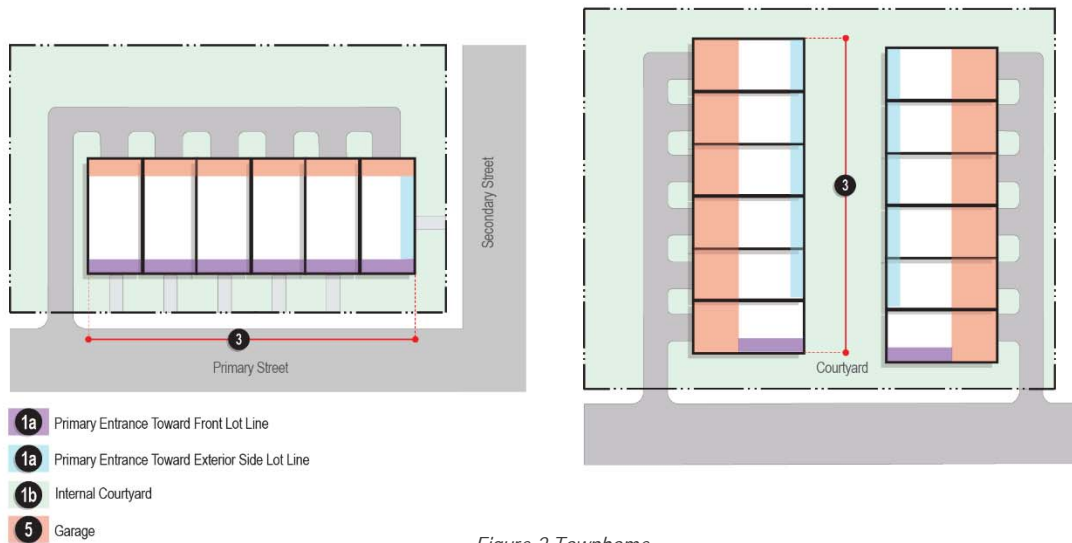 Secondary Street
3
Primary Street
3
Courtyard
1a Primary Entrance Toward Front Lot Line
1a Primary Entrance Toward Exterior Side Lot Line
1b Internal Courtyard
5 Garage
Figure 2 Townhome